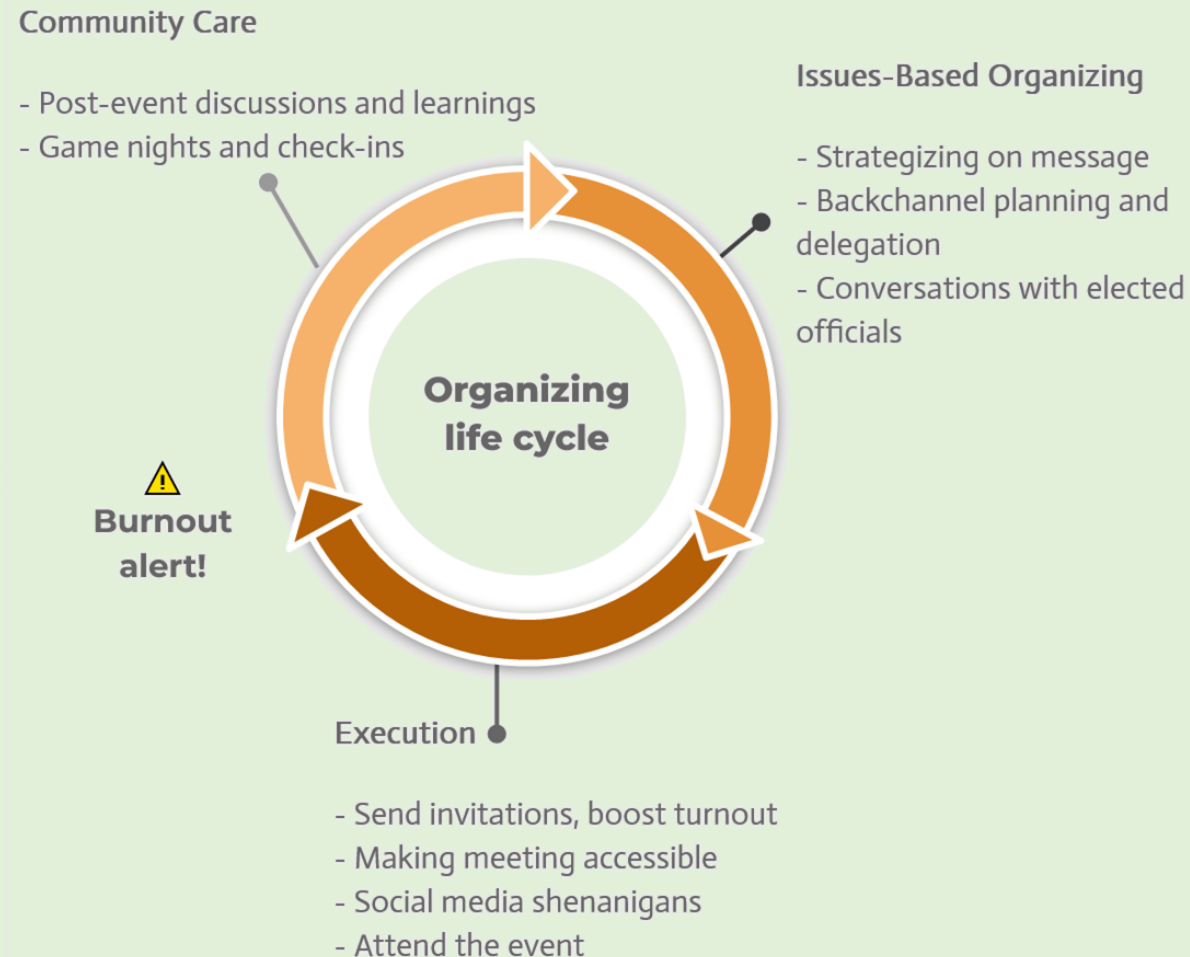 Community Care
- Post-event discussions and learnings
- Game nights and check-ins
Issues-Based Organizing
- Strategizing on message
- Backchannel planning and
delegation
- Conversations with elected
officials
Organizing
life cycle
!
Burnout
alert!
Execution
- Send invitations, boost turnout
- Making meeting accessible
- Social media shenanigans
- Attend the event